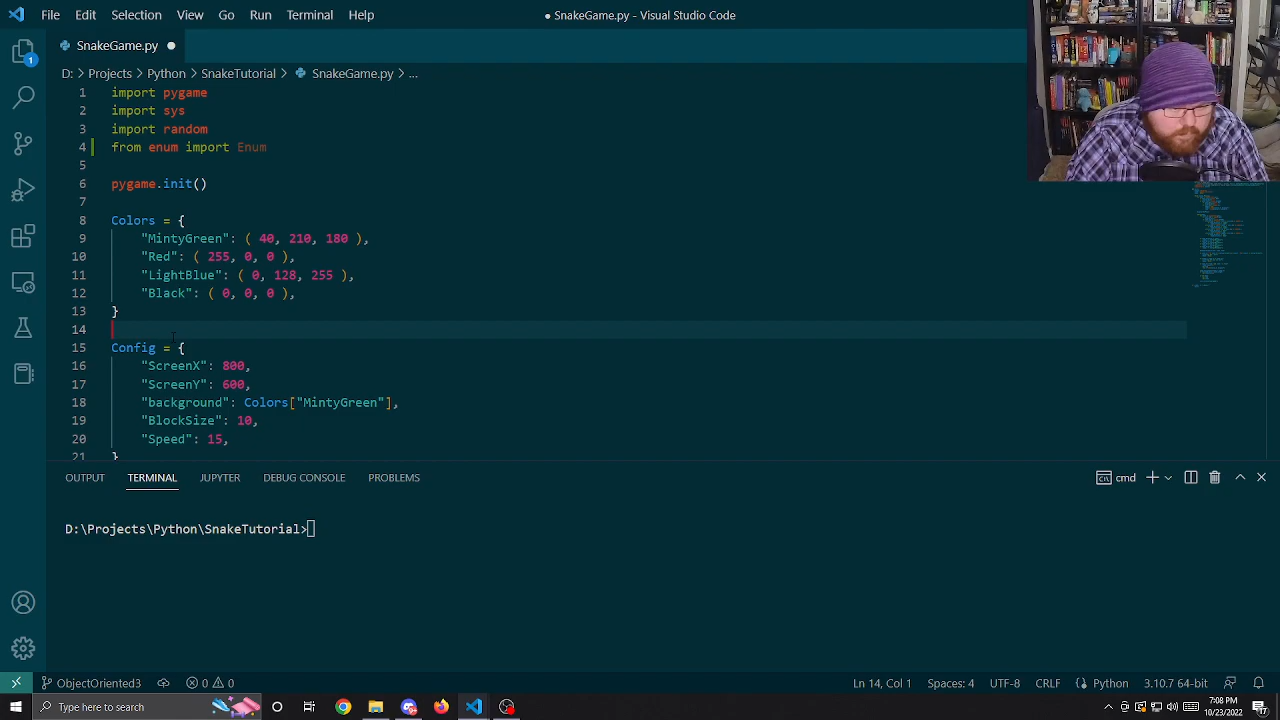 File Edit Selection View Go Run Terminal Help
● SnakeGame.py - Visual Studio Code
SnakeGame.py ●
D: > Projects > Python > SnakeTutorial > SnakeGame.py > ...
1 import pygame
2 import sys
3 import random
4 from enum import Enum
5
6 pygame.init()
7
8 Colors = {
9 "MintyGreen": ( 40, 210, 180 ),
10 "Red": ( 255, 0, 0 ),
11 "LightBlue": ( 0, 128, 255 ),
12 "Black": ( 0, 0, 0 ),
13 }
14
15 Config = {
16 "ScreenX": 800,
17 "ScreenY": 600,
18 "background": Colors["MintyGreen"],
19 "BlockSize": 10,
20 "Speed": 15,
21 }
1
OUTPUT TERMINAL JUPYTER DEBUG CONSOLE PROBLEMS
cmd
D:\Projects\Python\SnakeTutorial>
ObjectOriented3 0 0
Ln 14, Col 1 Spaces: 4 UTF-8 CRLF Python 3.10.7 64-bit
Type here to search
7:08 PM
10/23/2022